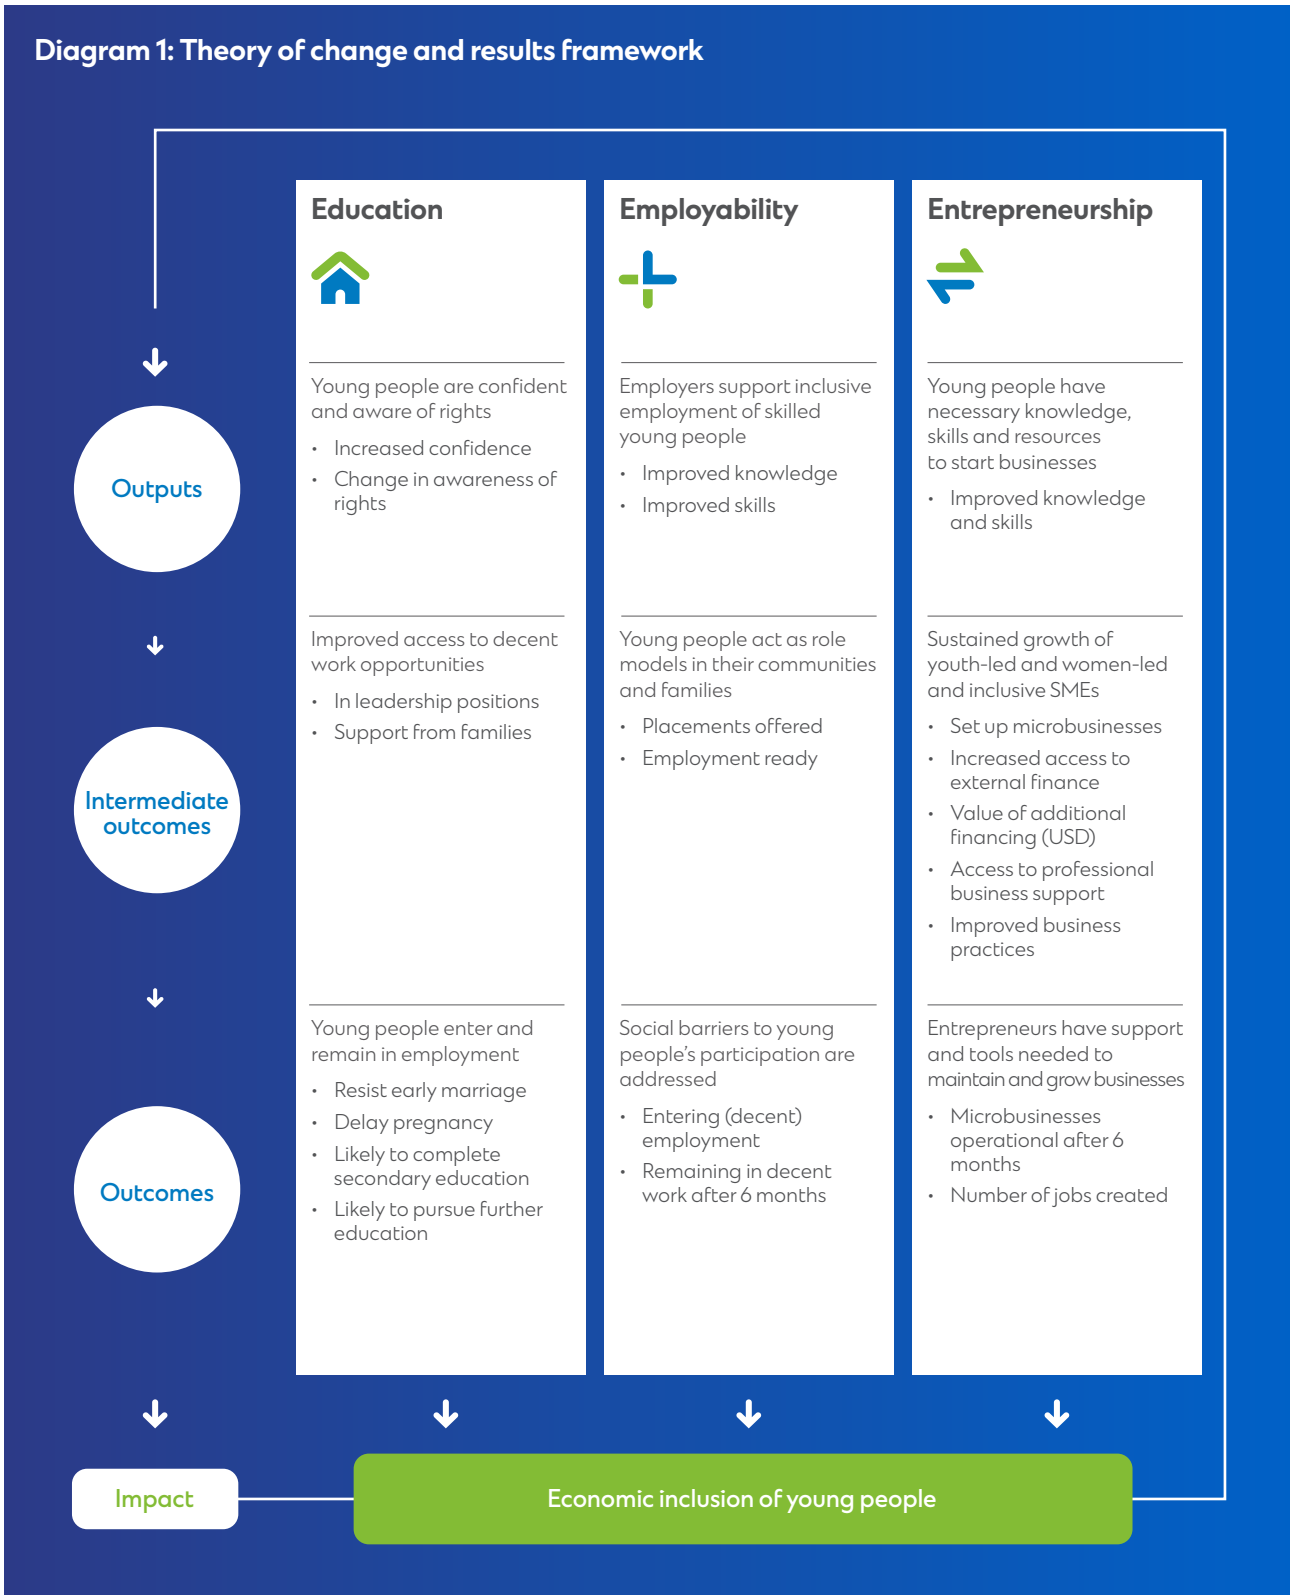 Diagram 1: Theory of change and results framework
Education
Employability
Entrepreneurship
Outputs
Young people are confident
and aware of rights
• Increased confidence
• Change in awareness of
rights
Employers support inclusive
employment of skilled
young people
• Improved knowledge
• Improved skills
Young people have
necessary knowledge,
skills and resources
to start businesses
• Improved knowledge
and skills
Intermediate
outcomes
Improved access to decent
work opportunities
• In leadership positions
• Support from families
Young people act as role
models in their communities
and families
• Placements offered
• Employment ready
Sustained growth of
youth-led and women-led
and inclusive SMEs
• Set up microbusinesses
• Increased access to
external finance
• Value of additional
financing (USD)
• Access to professional
business support
• Improved business
practices
Outcomes
Young people enter and
remain in employment
• Resist early marriage
• Delay pregnancy
• Likely to complete
secondary education
• Likely to pursue further
education
Social barriers to young
people’s participation are
addressed
• Entering (decent)
employment
• Remaining in decent
work after 6 months
Entrepreneurs have support
and tools needed to
maintain and grow businesses
• Microbusinesses
operational after 6
months
• Number of jobs created
Impact
Economic inclusion of young people